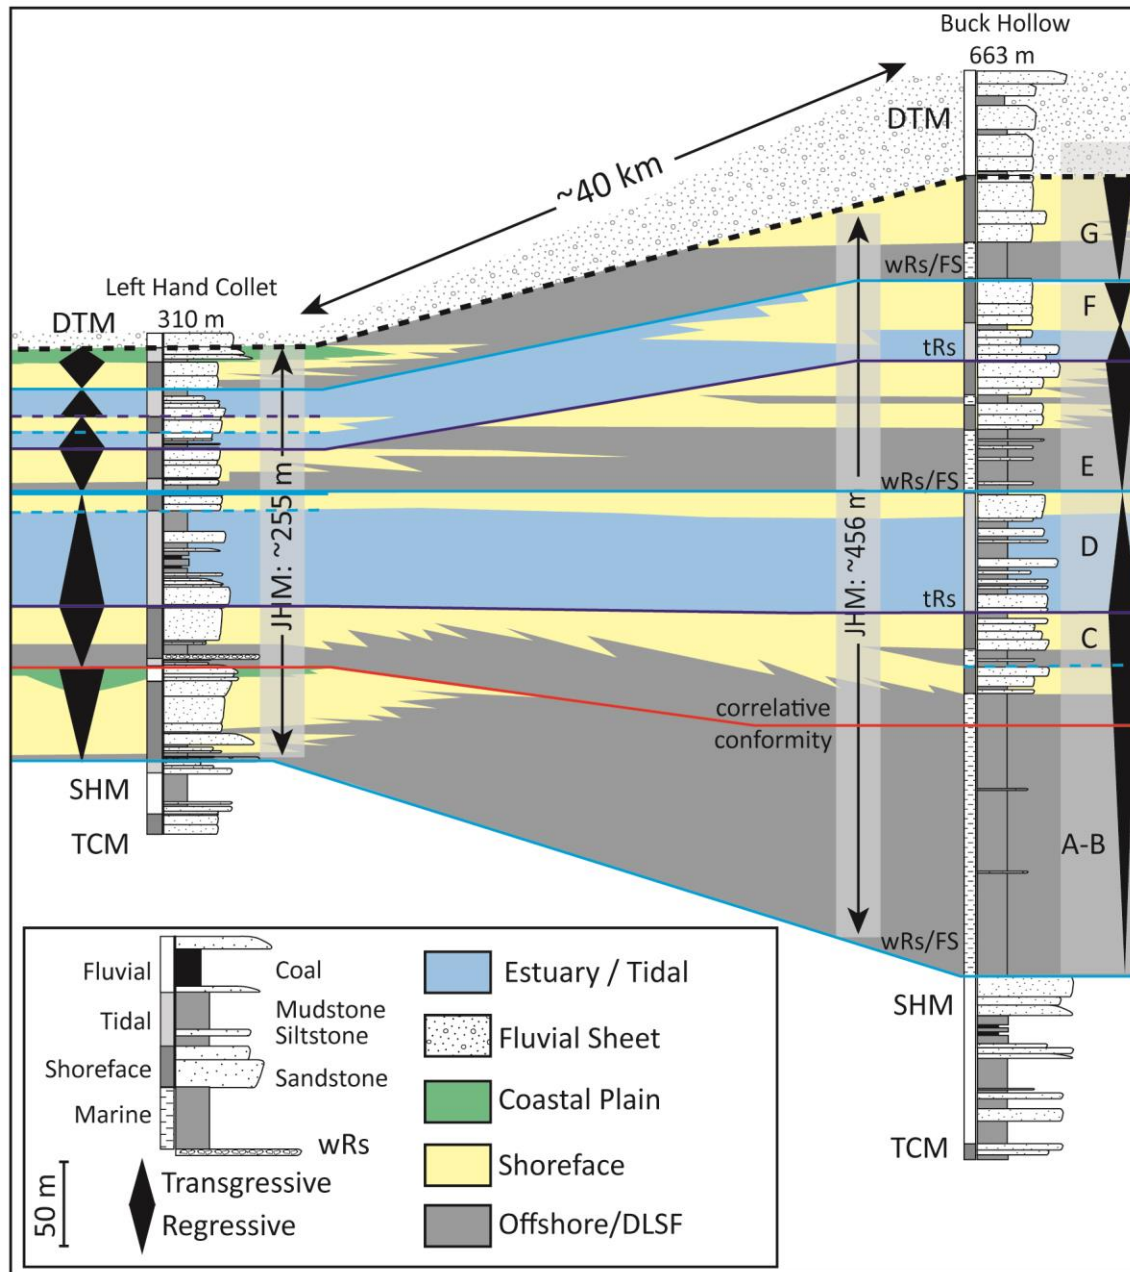 Buck Hollow
663 m
DTM
~40 km
G
wRs/FS
Left Hand Collet
310 m
DTM
F
tRs
E
wRs/FS
JHM: ~255 m
JHM: ~456 m
D
tRs
C
correlative
conformity
SHM
TCM
A-B
wRs/FS
SHM
TCM
Fluvial
Coal
Tidal
Mudstone
Siltstone
Shoreface
Sandstone
Marine
wRs
50 m
Transgressive
Regressive
Estuary / Tidal
Fluvial Sheet
Coastal Plain
Shoreface
Offshore/DLSF